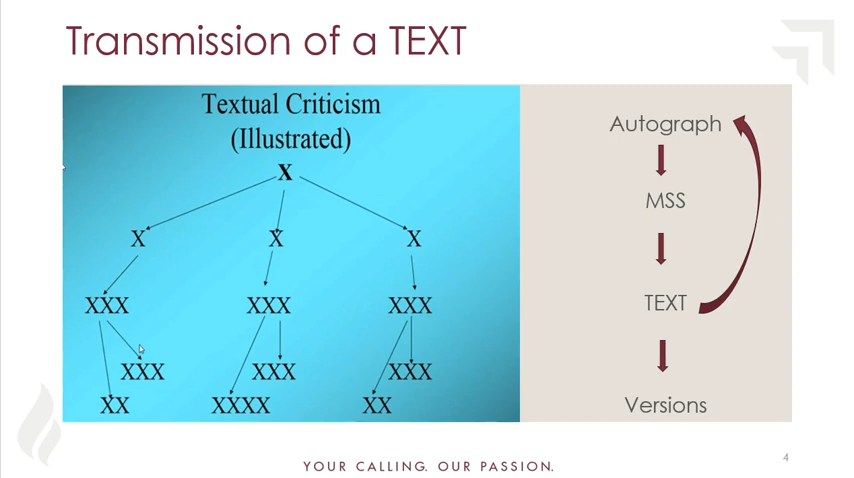 Transmission of a TEXT
Textual Criticism
(Illustrated)
X
X X X
XXX XXX XXX
XXX XXX XXX
XX XXXX XX
Autograph
MSS
TEXT
Versions
4
YOUR CALLING. OUR PASSION.